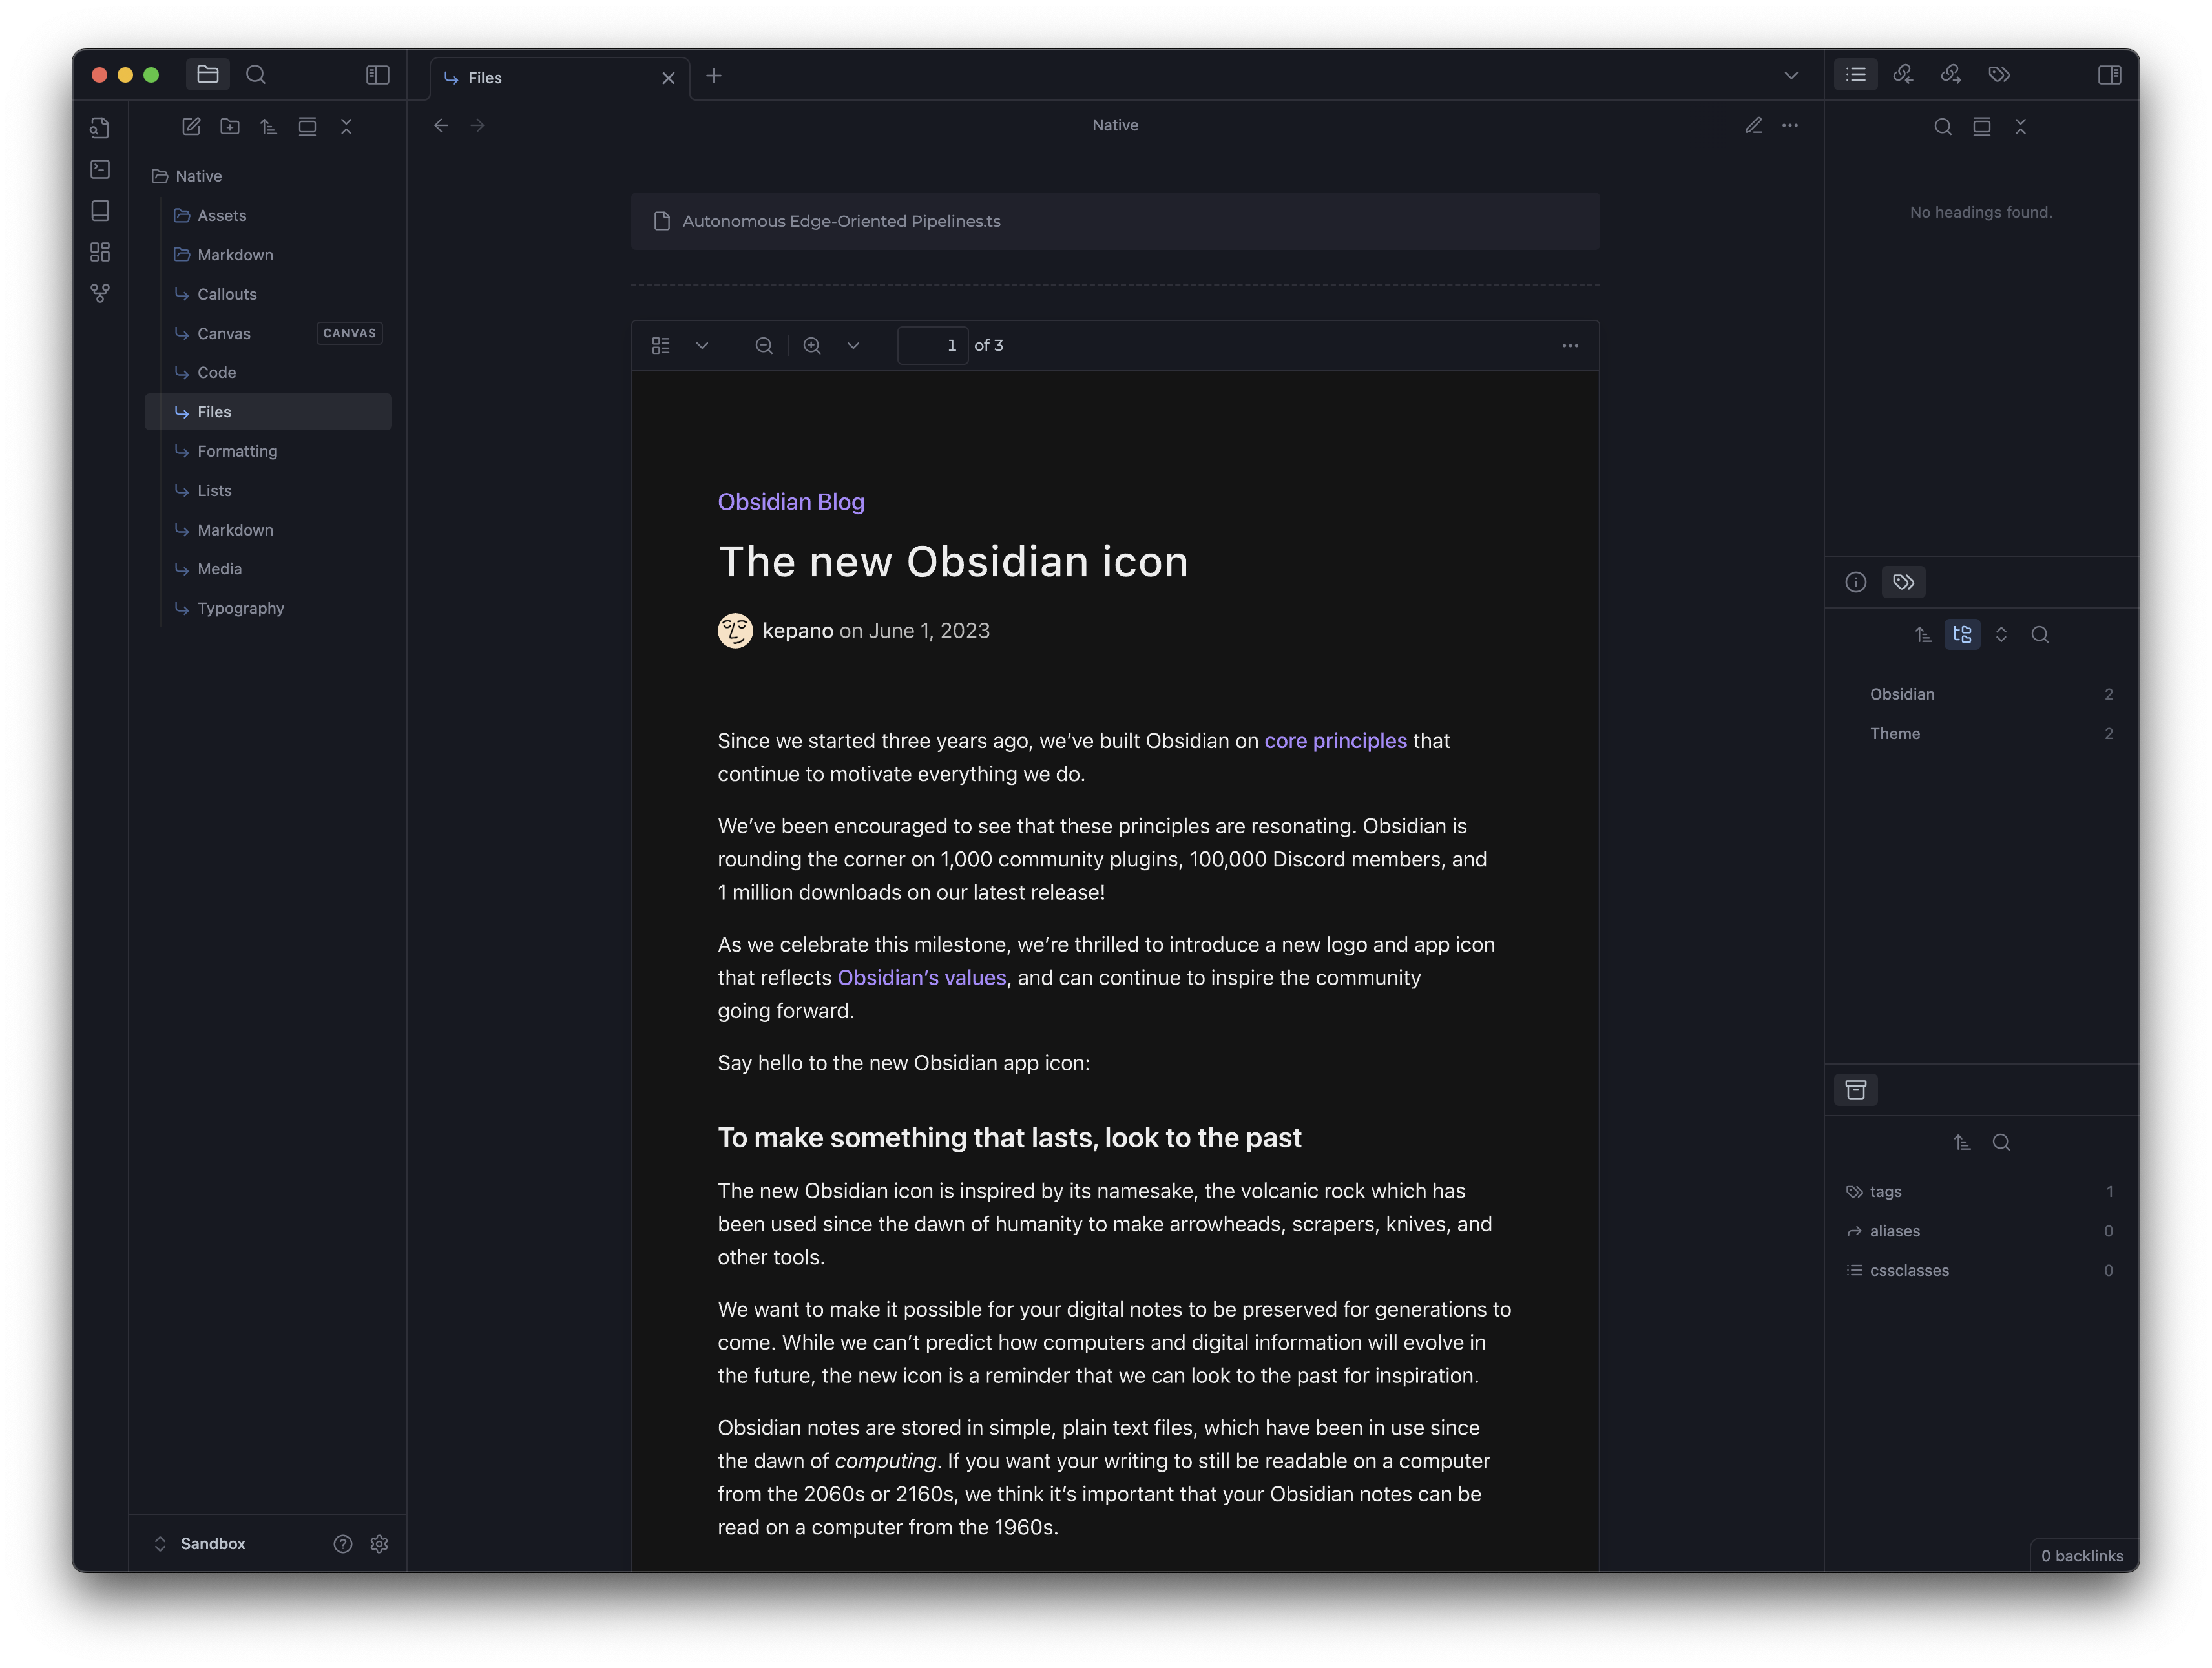 Files
Native
Native
Assets
Markdown
Callouts
Canvas CANVAS
Code
Files
Formatting
Lists
Markdown
Media
Typography
Sandbox
Autonomous Edge-Oriented Pipelines.ts
1 of 3
Obsidian Blog
The new Obsidian icon
kepano on June 1, 2023
Since we started three years ago, we’ve built Obsidian on core principles that
continue to motivate everything we do.
We’ve been encouraged to see that these principles are resonating. Obsidian is
rounding the corner on 1,000 community plugins, 100,000 Discord members, and
1 million downloads on our latest release!
As we celebrate this milestone, we’re thrilled to introduce a new logo and app icon
that reflects Obsidian’s values, and can continue to inspire the community
going forward.
Say hello to the new Obsidian app icon:
To make something that lasts, look to the past
The new Obsidian icon is inspired by its namesake, the volcanic rock which has
been used since the dawn of humanity to make arrowheads, scrapers, knives, and
other tools.
We want to make it possible for your digital notes to be preserved for generations to
come. While we can’t predict how computers and digital information will evolve in
the future, the new icon is a reminder that we can look to the past for inspiration.
Obsidian notes are stored in simple, plain text files, which have been in use since
the dawn of computing. If you want your writing to still be readable on a computer
from the 2060s or 2160s, we think it’s important that your Obsidian notes can be
read on a computer from the 1960s.
No headings found.
Obsidian 2
Theme 2
tags 1
aliases 0
cssclasses 0
0 backlinks